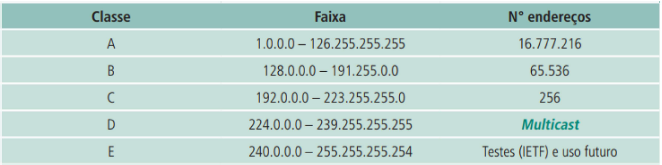 Classe Faixa N° endereços
A 1.0.0.0 – 126.255.255.255 16.777.216
B 128.0.0.0 – 191.255.0.0 65.536
C 192.0.0.0 – 223.255.255.0 256
D 224.0.0.0 – 239.255.255.255 Multicast
E 240.0.0.0 – 255.255.255.254 Testes (IETF) e uso futuro